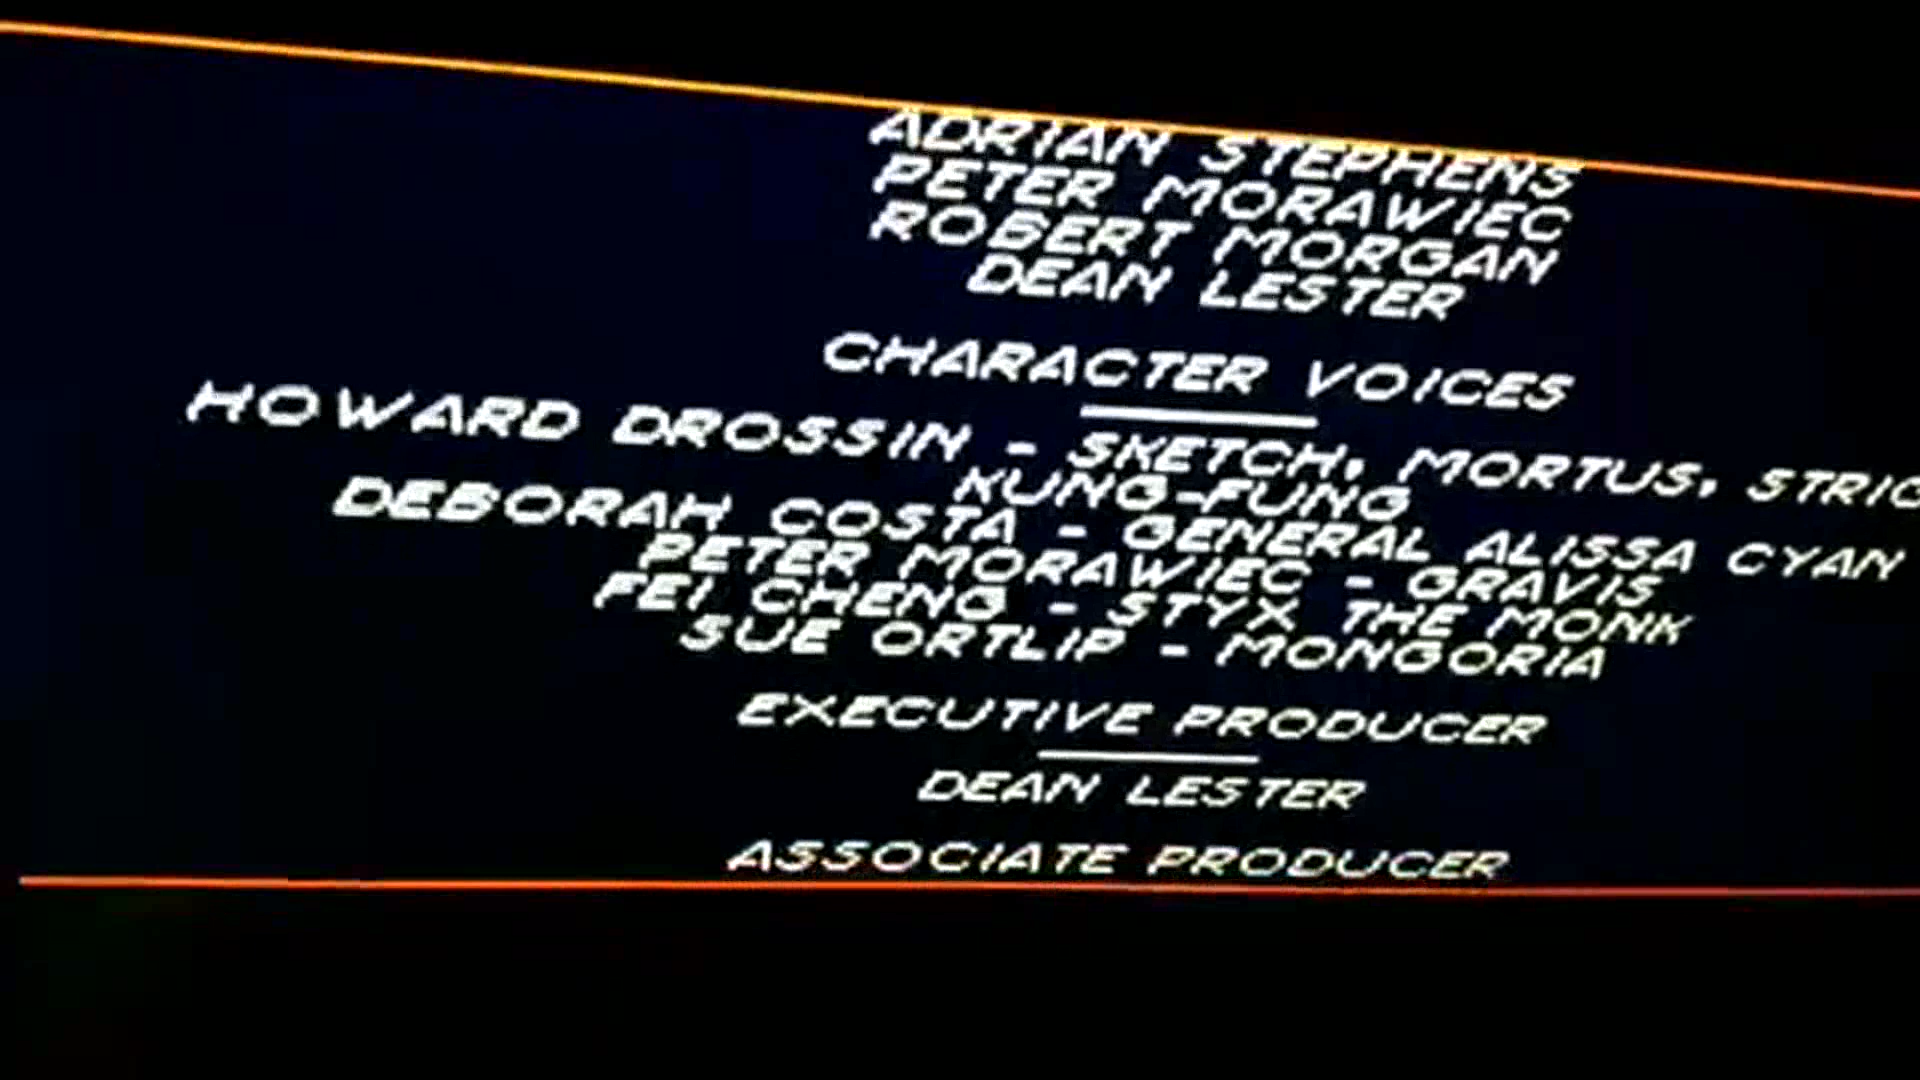 ADRIAN STEPHENS
PETER MORAWIEC
ROBERT MORGAN
DEAN LESTER
CHARACTER VOICES
HOWARD DROSSIN - SKETCH, MORTUS, STRIG
KUNG-FUNG
DEBORAH COSTA - GENERAL ALISSA CYAN
PETER MORAWIEC - GRAVIS
FEI CHENG - STYX THE MONK
SUE ORTLIP - MONGORIA
EXECUTIVE PRODUCER
DEAN LESTER
ASSOCIATE PRODUCER